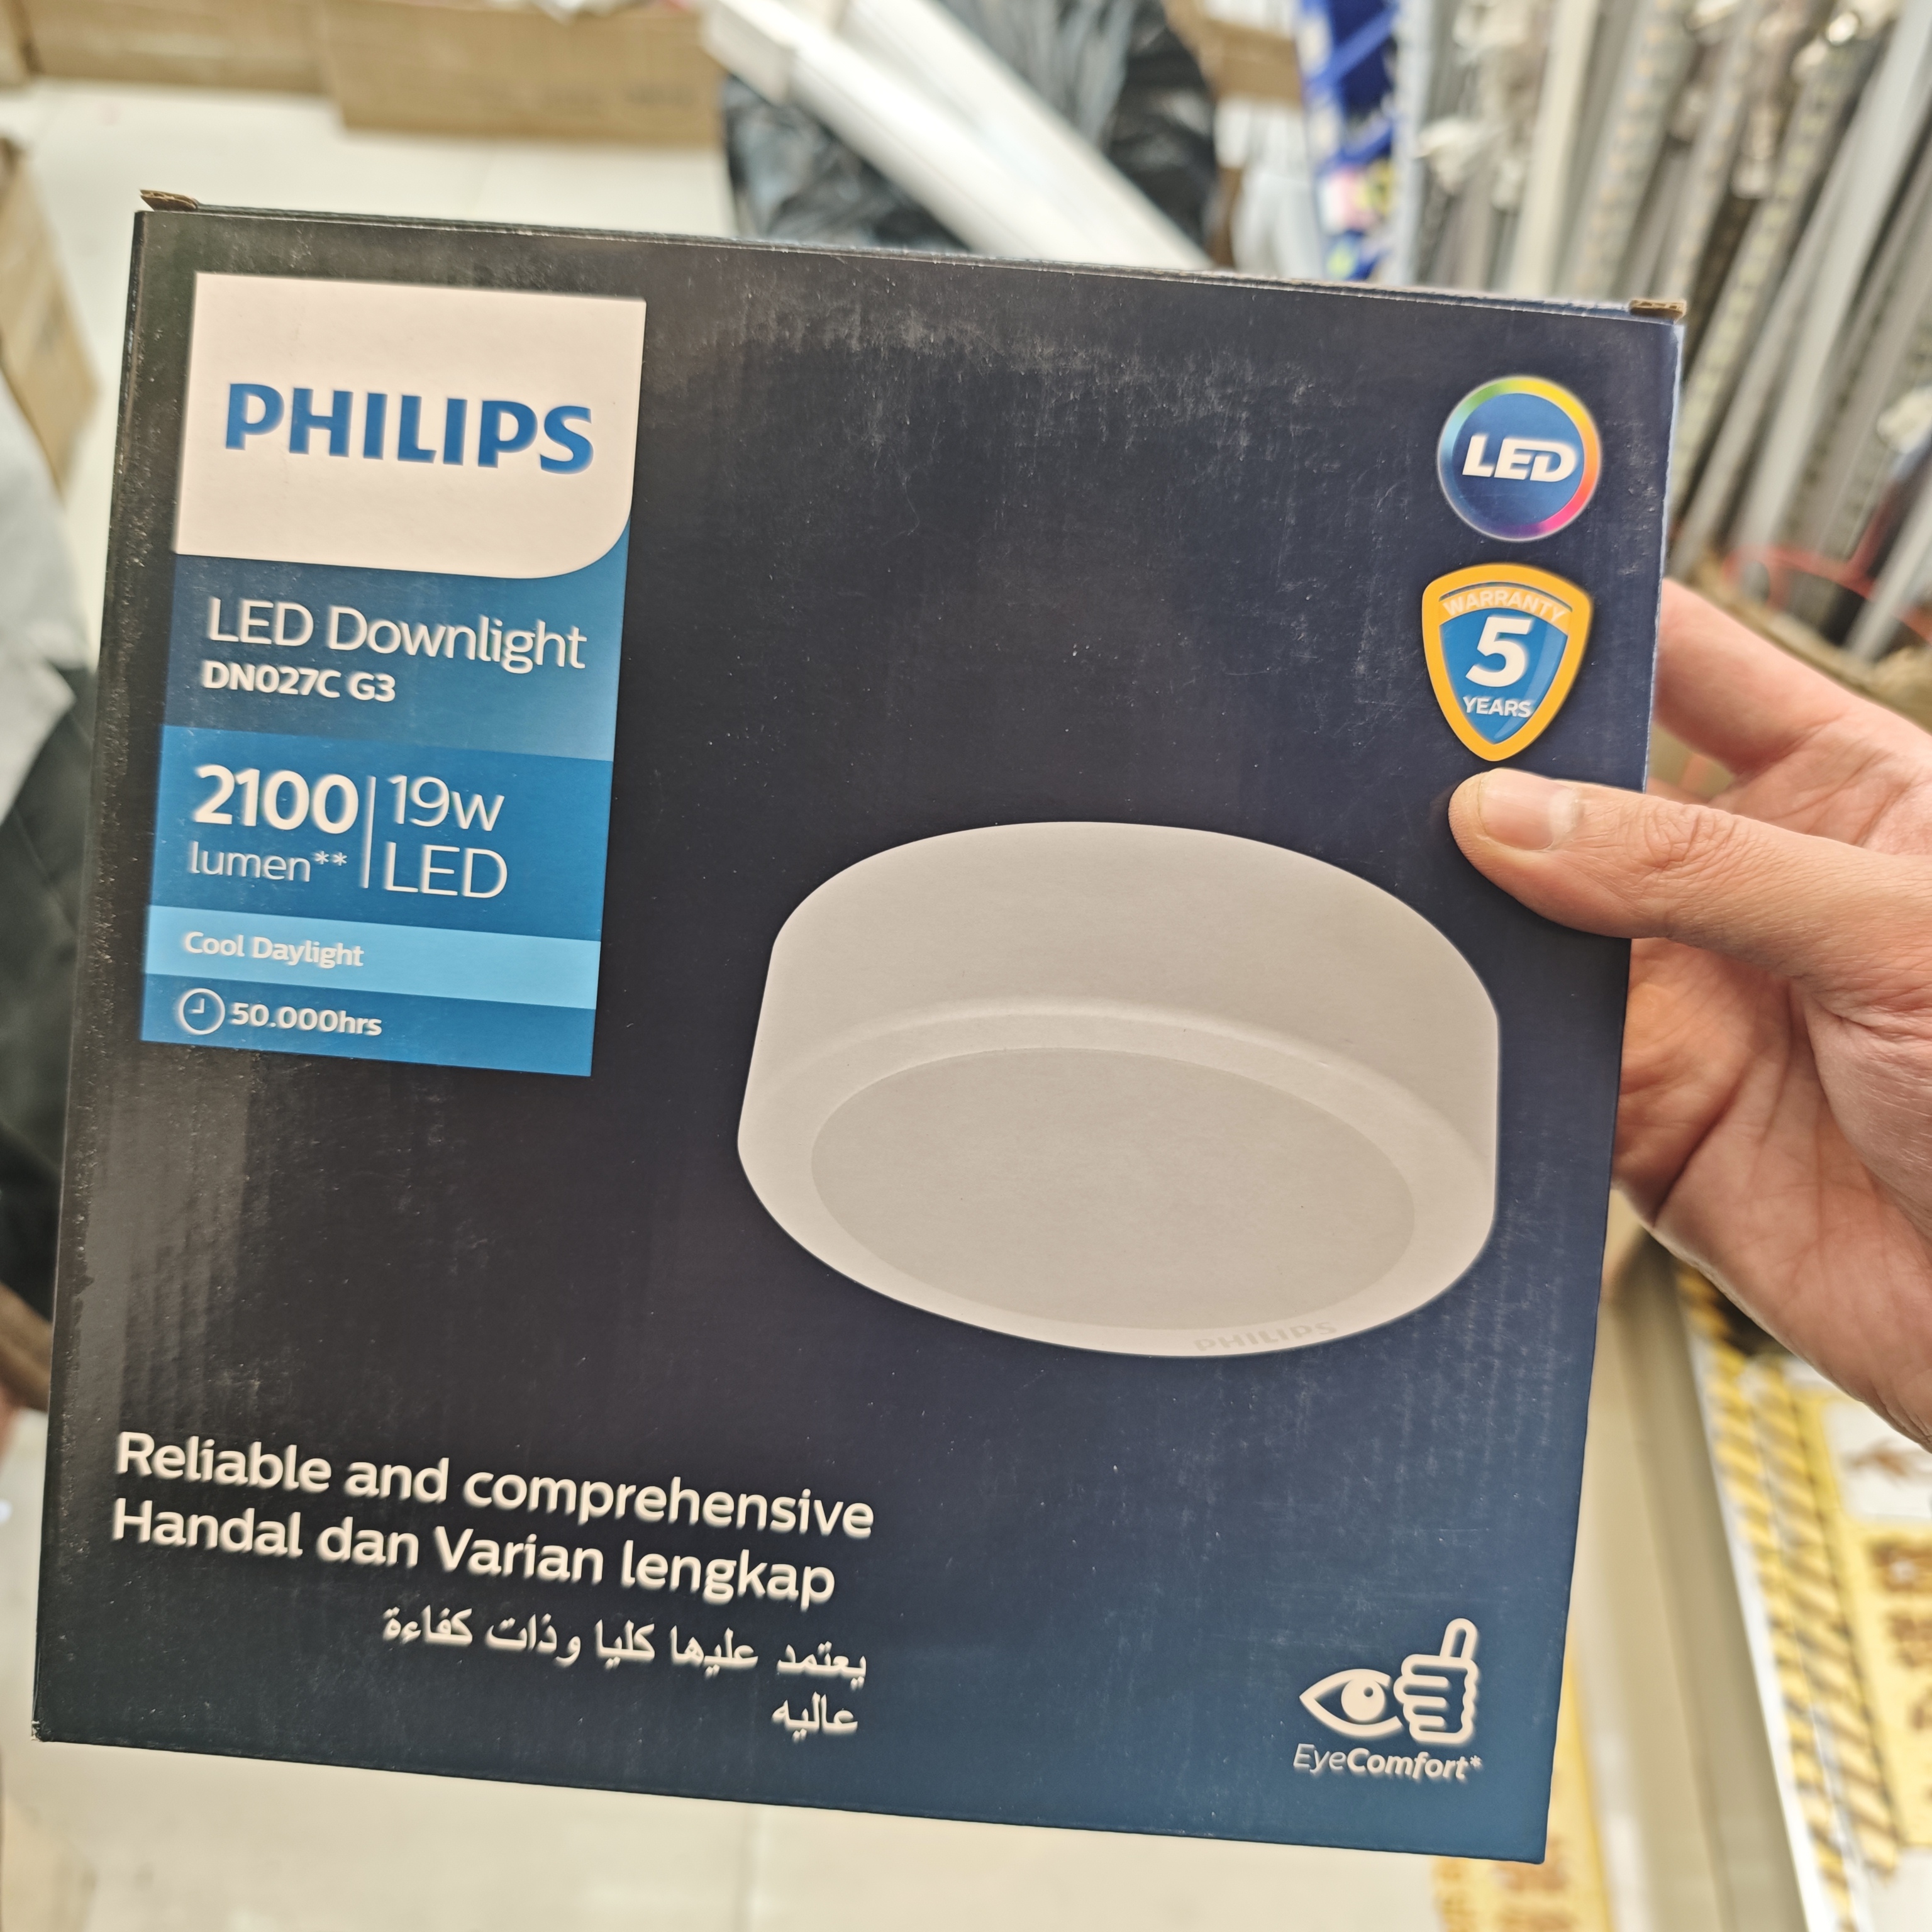 PHILIPS
LED Downlight
DN027C G3
2100 lumen**
19w LED
Cool Daylight
50.000hrs
LED
WARRANTY
5
YEARS
PHILIPS
Reliable and comprehensive
Handal dan Varian lengkap
يعتمد عليها كليا وذات كفاءة
عاليه
EyeComfort*